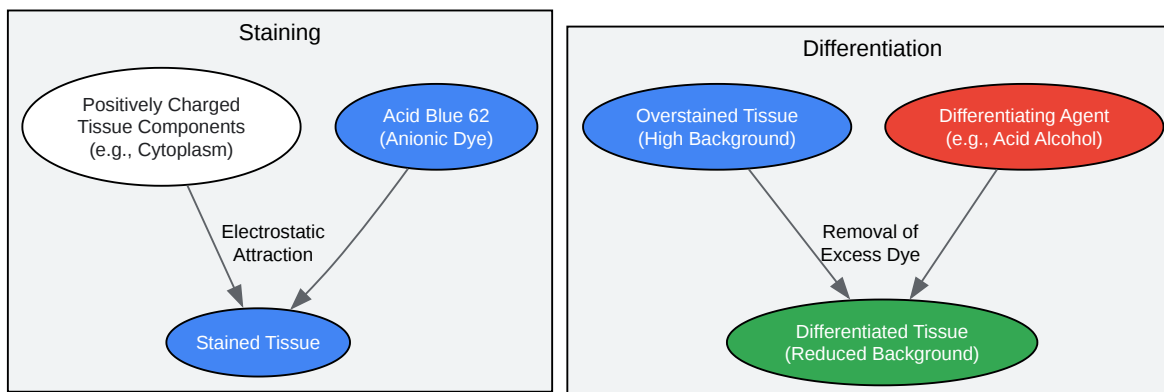 Staining
Positively Charged
Tissue Components
(e.g., Cytoplasm)
Acid Blue 62
(Anionic Dye)
Electrostatic
Attraction
Stained Tissue
Differentiation
Overstained Tissue
(High Background)
Differentiating Agent
(e.g., Acid Alcohol)
Removal of
Excess Dye
Differentiated Tissue
(Reduced Background)